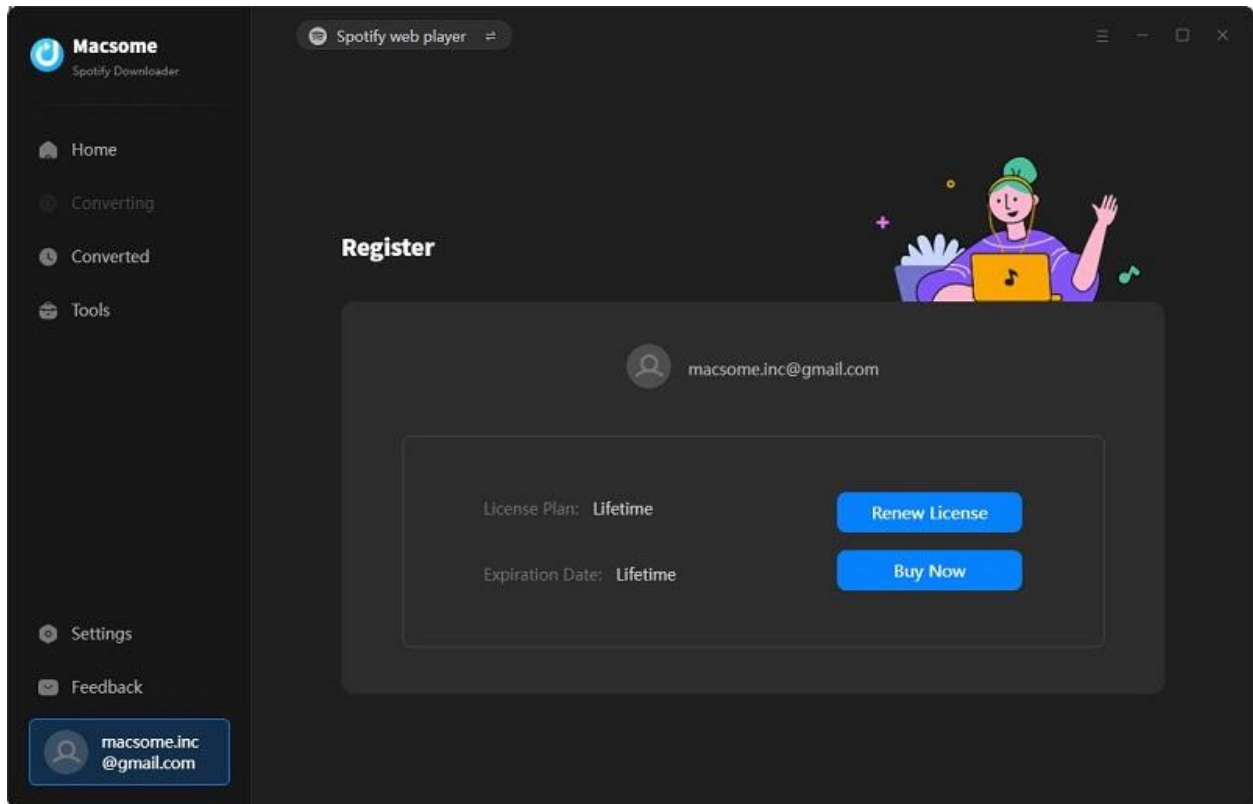 Macsome
Spotify Downloader
Spotify web player
Home
Converting
Converted
Tools
Register
macsome.inc@gmail.com
License Plan: Lifetime
Renew License
Expiration Date: Lifetime
Buy Now
Settings
Feedback
macsome.inc
@gmail.com